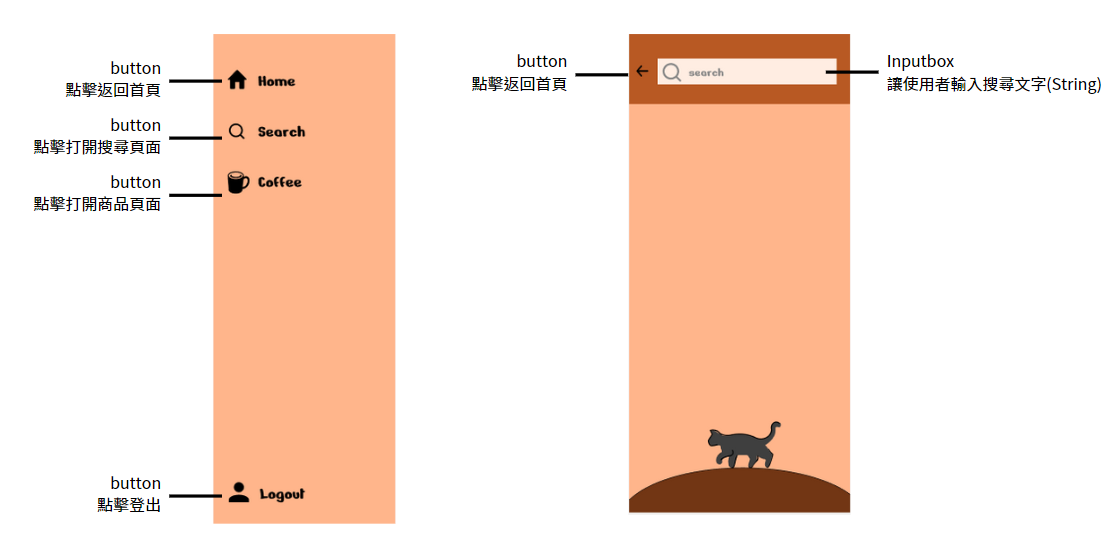 button
點擊返回首頁
Home
button
點擊打開搜尋頁面
Search
button
點擊打開商品頁面
Coffee
button
點擊登出
Logout
button
點擊返回首頁
search
Inputbox
讓使用者輸入搜尋文字(String)